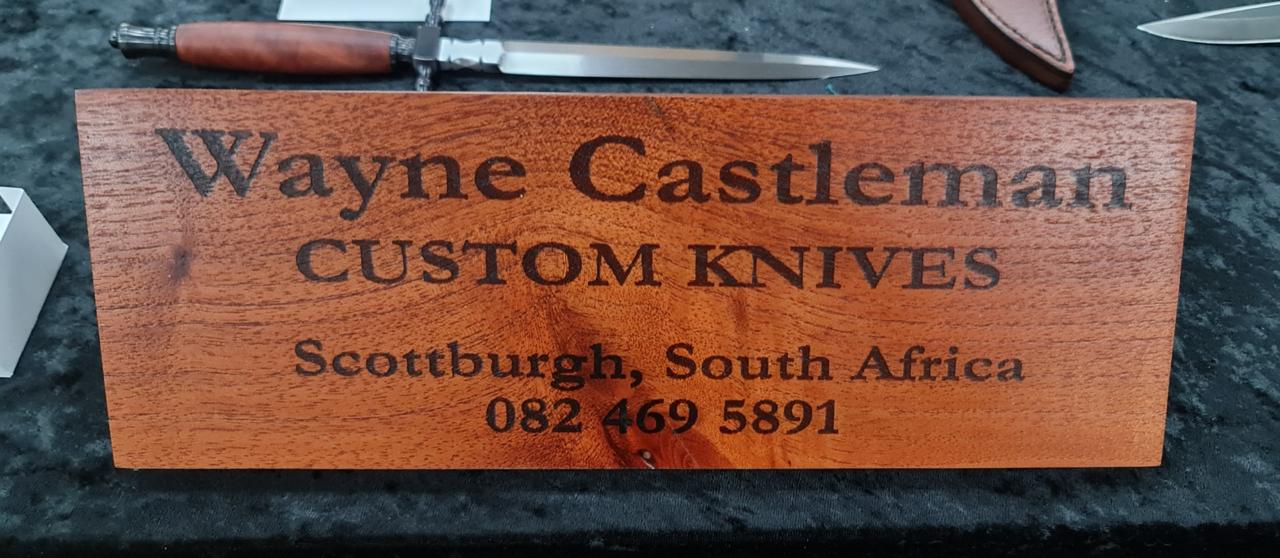 Wayne Castleman
CUSTOM KNIVES
Scottburgh, South Africa
082 469 5891